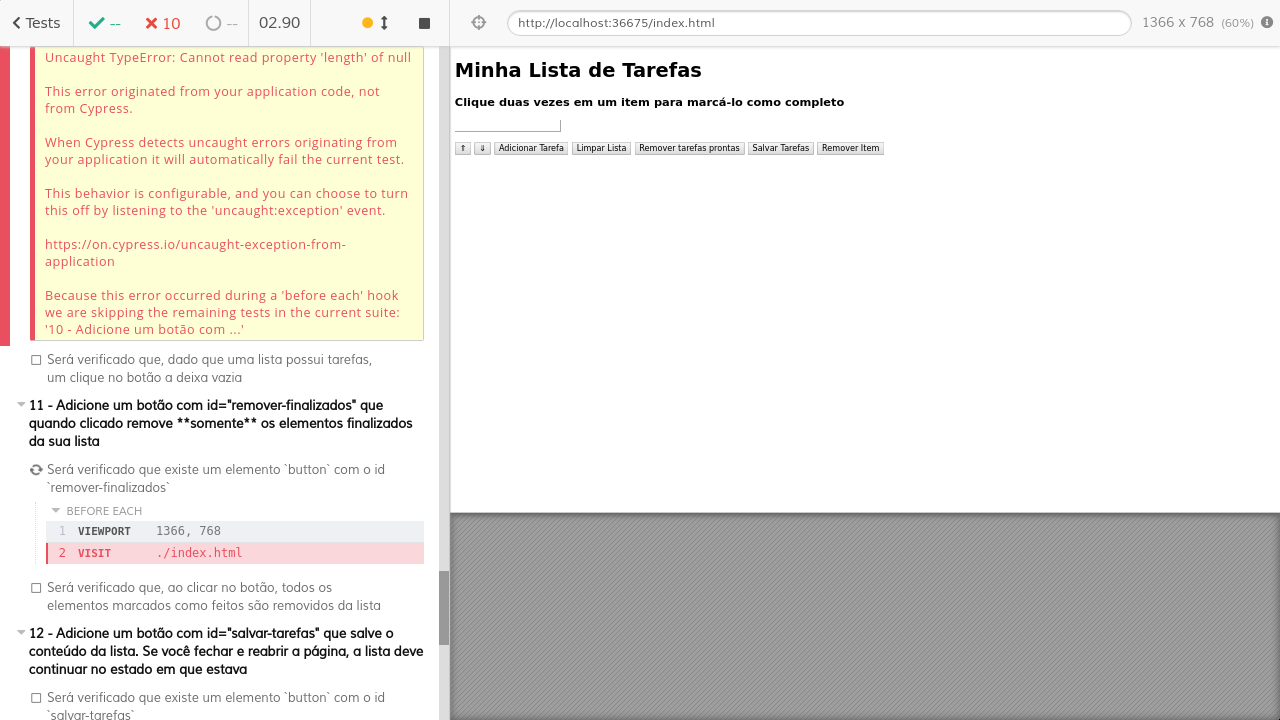 Tests
--
10
--
02.90
http://localhost:36675/index.html
1366 x 768 (60%)
Uncaught TypeError: Cannot read property 'length' of null
This error originated from your application code, not
from Cypress.
When Cypress detects uncaught errors originating from
your application it will automatically fail the current test.
This behavior is configurable, and you can choose to turn
this off by listening to the 'uncaught:exception' event.
https://on.cypress.io/uncaught-exception-from-
application
Because this error occurred during a 'before each' hook
we are skipping the remaining tests in the current suite:
'10 - Adicione um botão com ...'
Será verificado que, dado que uma lista possui tarefas,
um clique no botão a deixa vazia
11 - Adicione um botão com id="remover-finalizados" que
quando clicado remove **somente** os elementos finalizados
da sua lista
Será verificado que existe um elemento `button` com o id
`remover-finalizados`
BEFORE EACH
1 VIEWPORT 1366, 768
2 VISIT ./index.html
Será verificado que, ao clicar no botão, todos os
elementos marcados como feitos são removidos da lista
12 - Adicione um botão com id="salvar-tarefas" que salve o
conteúdo da lista. Se você fechar e reabrir a página, a lista deve
continuar no estado em que estava
Será verificado que existe um elemento `button` com o id
`salvar-tarefas`
Minha Lista de Tarefas
Clique duas vezes em um item para marcá-lo como completo
⇑ ⇓ Adicionar Tarefa Limpar Lista Remover tarefas prontas Salvar Tarefas Remover Item